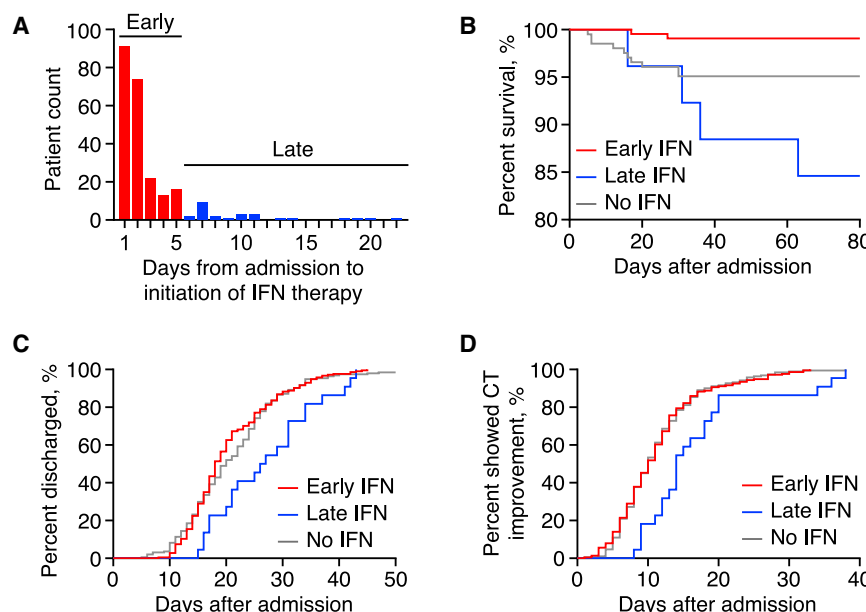 A
Early
100
80
60
40
20
0
Patient count
Late
1
5
10
15
20
Days from admission to
initiation of IFN therapy
B
100
95
90
85
80
Percent survival, %
Early IFN
Late IFN
No IFN
0
20
40
60
80
Days after admission
C
100
80
60
40
20
0
Percent discharged, %
Early IFN
Late IFN
No IFN
0
10
20
30
40
50
Days after admission
D
100
80
60
40
20
0
Percent showed CT
improvement, %
Early IFN
Late IFN
No IFN
0
10
20
30
40
Days after admission